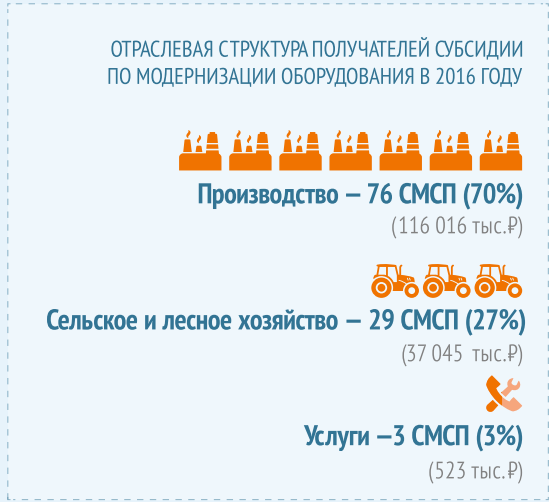 ОТРАСЛЕВАЯ СТРУКТУРА ПОЛУЧАТЕЛЕЙ СУБСИДИИ
ПО МОДЕРНИЗАЦИИ ОБОРУДОВАНИЯ В 2016 ГОДУ
Производство — 76 СМСП (70%)
(116 016 тыс.₽)
Сельское и лесное хозяйство — 29 СМСП (27%)
(37 045 тыс.₽)
Услуги —3 СМСП (3%)
(523 тыс.₽)